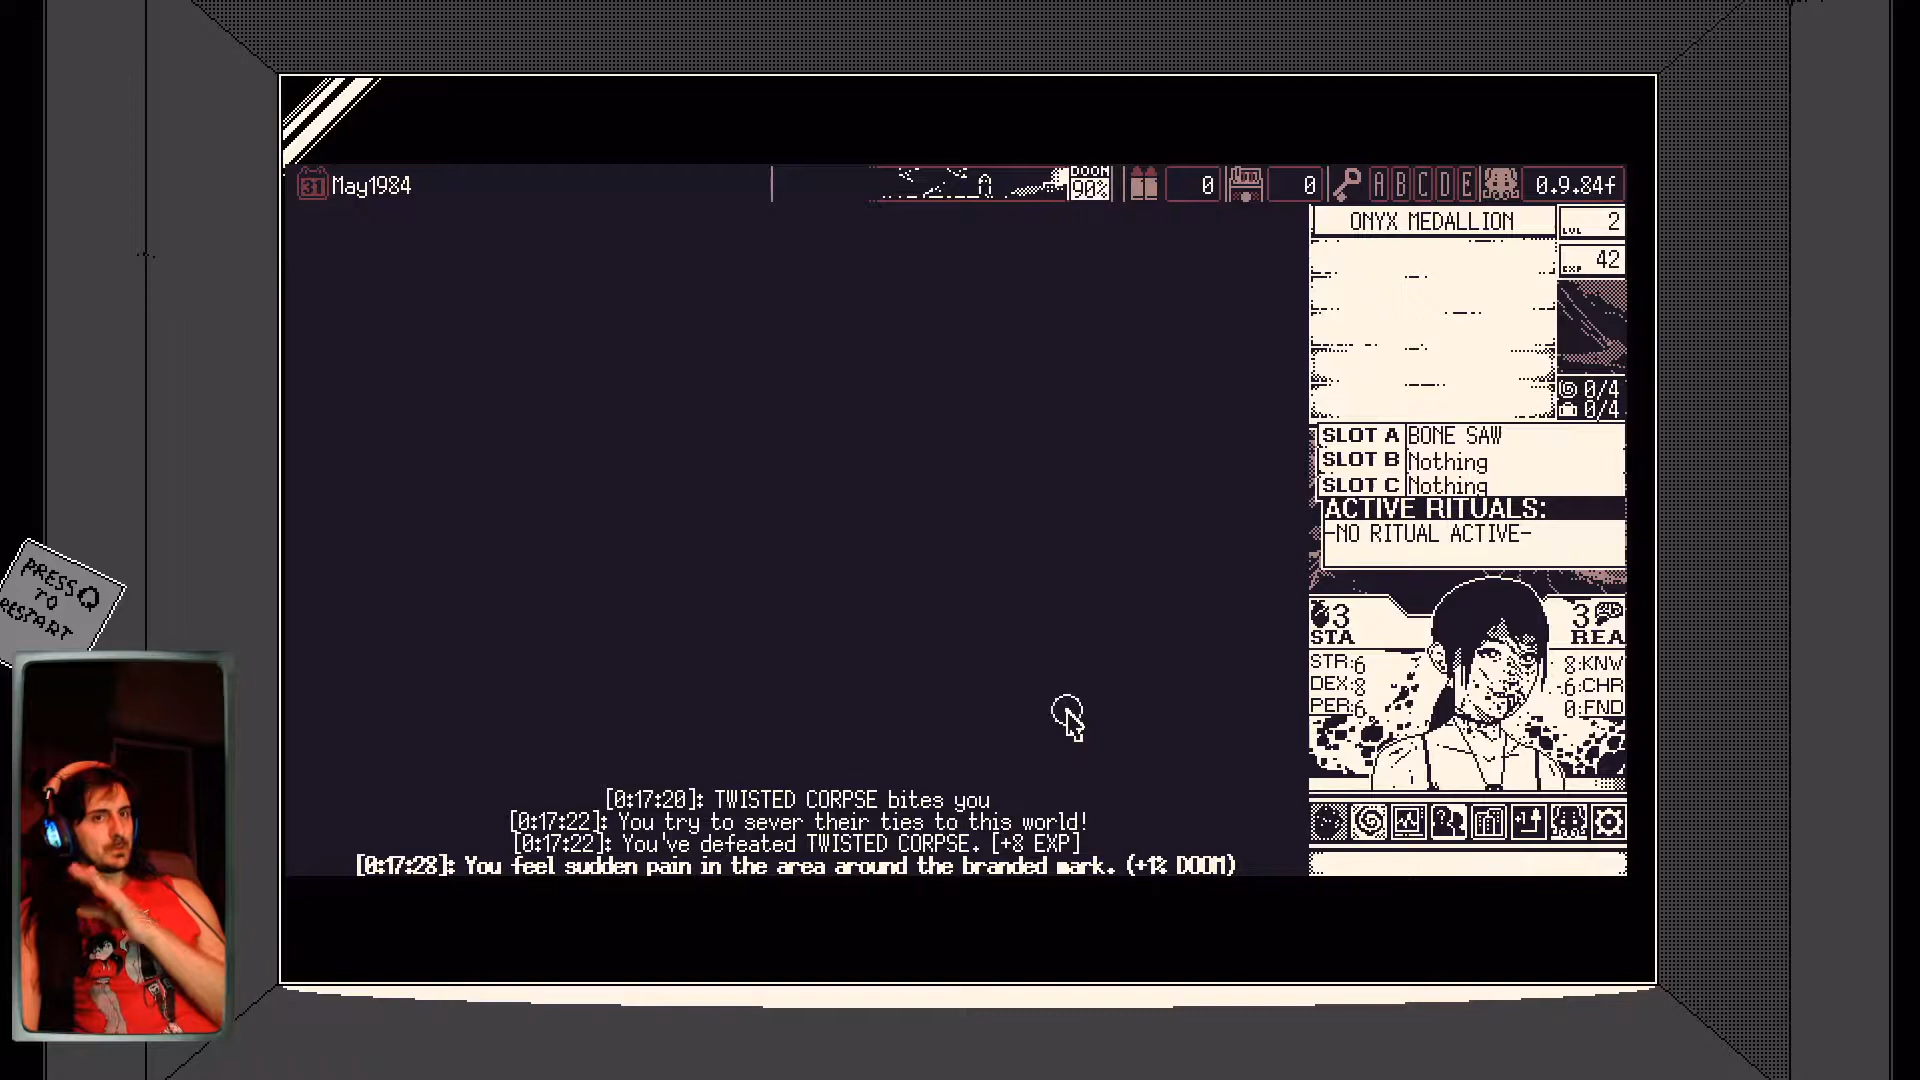 31 May1984
DOOM
90%
0
0
A B C D E
0.9.84f
ONYX MEDALLION
LVL 2
EXP 42
0/4
0/4
SLOT A BONE SAW
SLOT B Nothing
SLOT C Nothing
ACTIVE RITUALS:
-NO RITUAL ACTIVE-
3
STA
3
REA
STR:6
DEX:8
PER:6
8:KNW
6:CHR
0:FND
PRESS Q
TO
RESTART
[0:17:20]: TWISTED CORPSE bites you
[0:17:22]: You try to sever their ties to this world!
[0:17:22]: You've defeated TWISTED CORPSE. [+8 EXP]
[0:17:28]: You feel sudden pain in the area around the branded mark. (+1% DOOM)